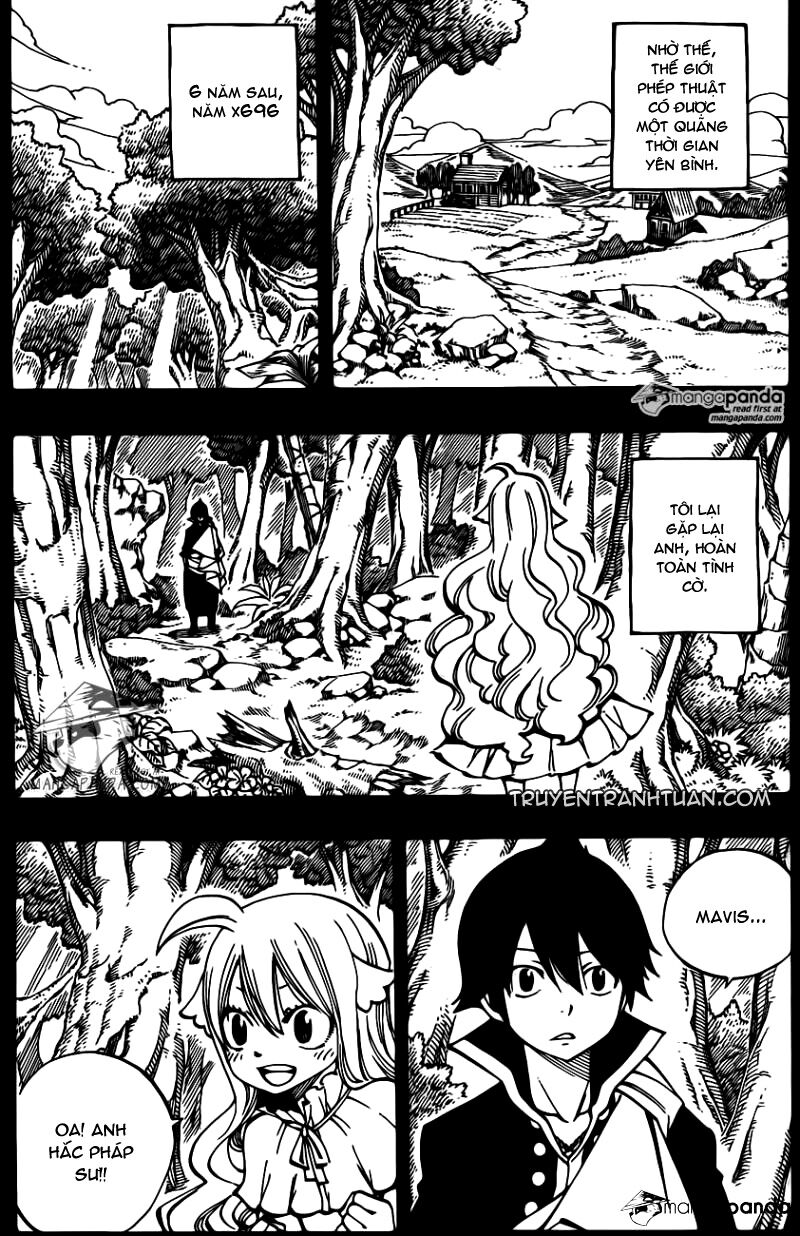 NHỜ THẾ,
THẾ GIỚI
PHÉP THUẬT
CÓ ĐƯỢC
MỘT QUÃNG
THỜI GIAN
YÊN BÌNH.
6 NĂM SAU,
NĂM X696
mangapanda
read first at
mangapanda.com
TÔI LẠI
GẶP LẠI
ANH, HOÀN
TOÀN TÌNH
CỜ.
TRUYENTRANHTUAN.COM
MAVIS...
OA! ANH
HẮC PHÁP
SƯ!!
mangapanda